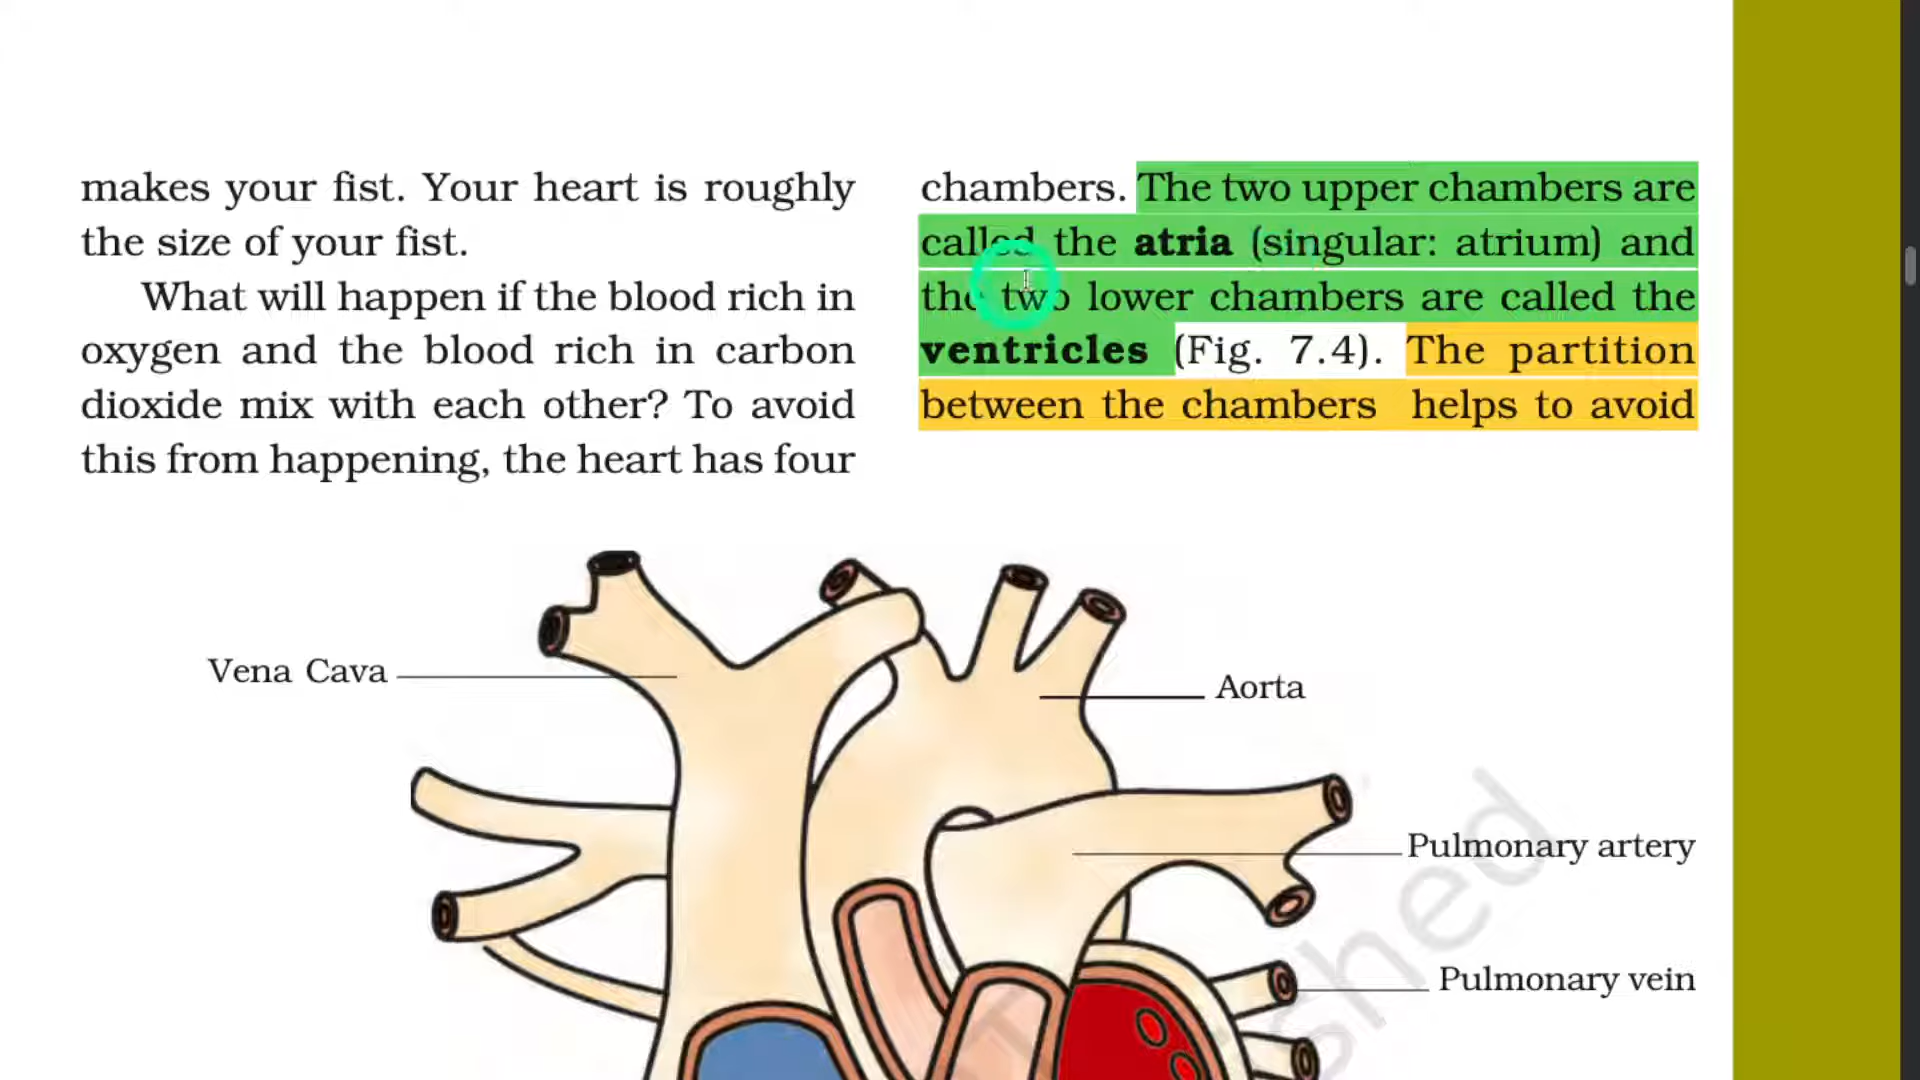 makes your fist. Your heart is roughly
the size of your fist.
What will happen if the blood rich in
oxygen and the blood rich in carbon
dioxide mix with each other? To avoid
this from happening, the heart has four
chambers. The two upper chambers are
called the atria (singular: atrium) and
the two lower chambers are called the
ventricles (Fig. 7.4). The partition
between the chambers helps to avoid
Vena Cava
Aorta
Pulmonary artery
Pulmonary vein